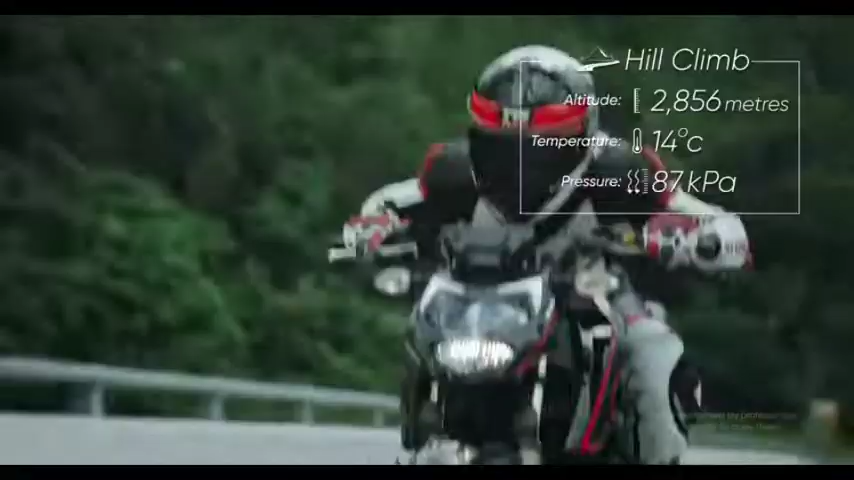 Hill Climb
Altitude: 2,856 metres
Temperature: 14°c
Pressure: 87 kPa